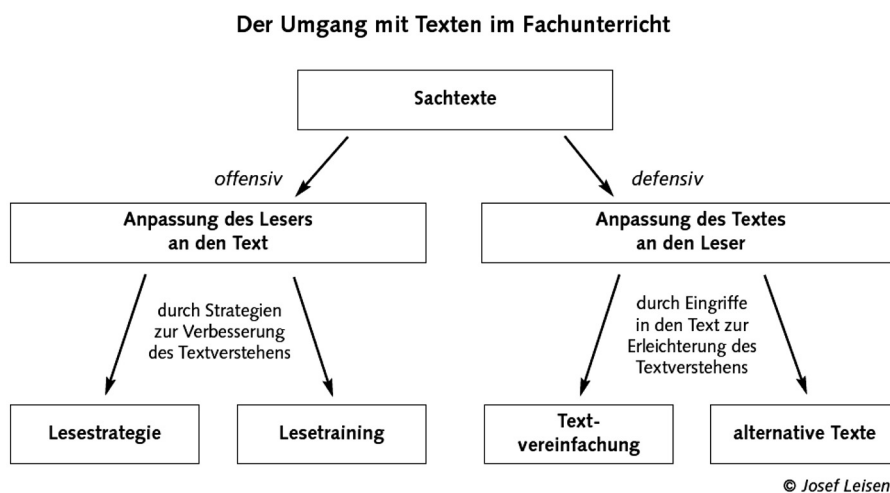 Der Umgang mit Texten im Fachunterricht
Sachtexte
offensiv
defensiv
Anpassung des Lesers
an den Text
Anpassung des Textes
an den Leser
durch Strategien
zur Verbesserung
des Textverstehens
durch Eingriffe
in den Text zur
Erleichterung des
Textverstehens
Lesestrategie
Lesetraining
Text-
vereinfachung
alternative Texte
© Josef Leisen